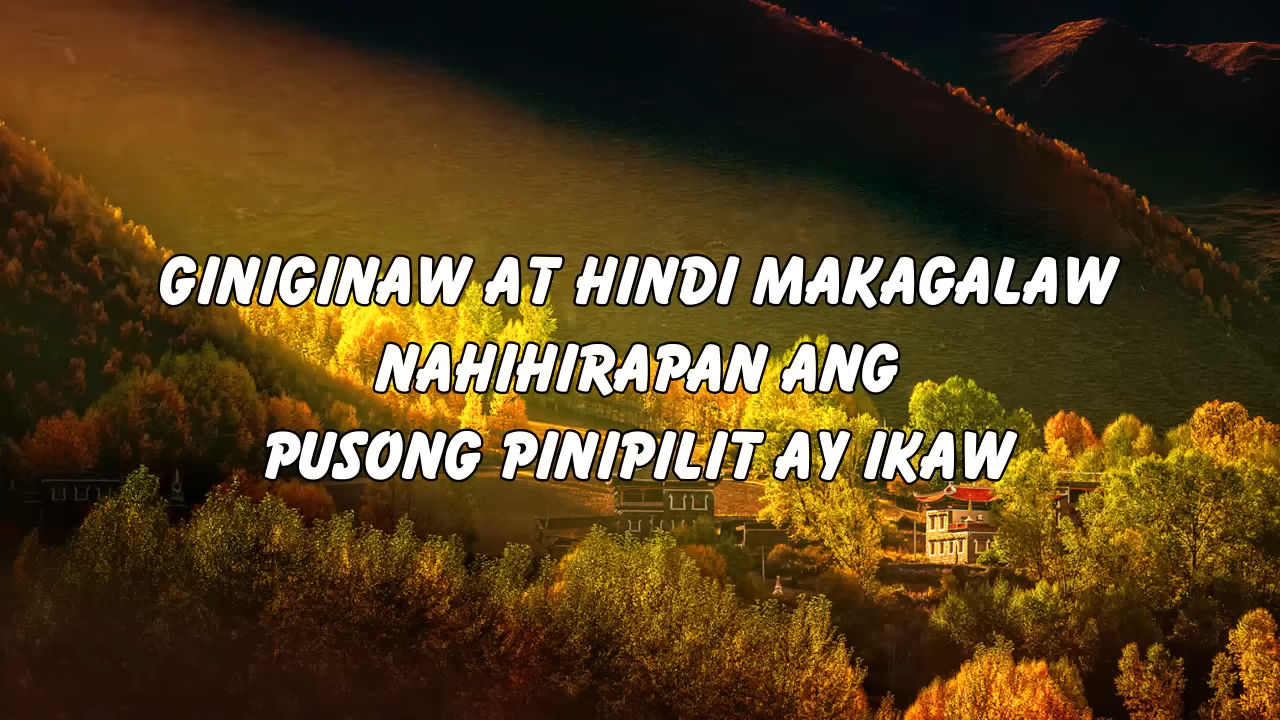 GINIGINAW AT HINDI MAKAGALAW
NAHIHIRAPAN ANG
PUSONG PINIPILIT AY IKAW